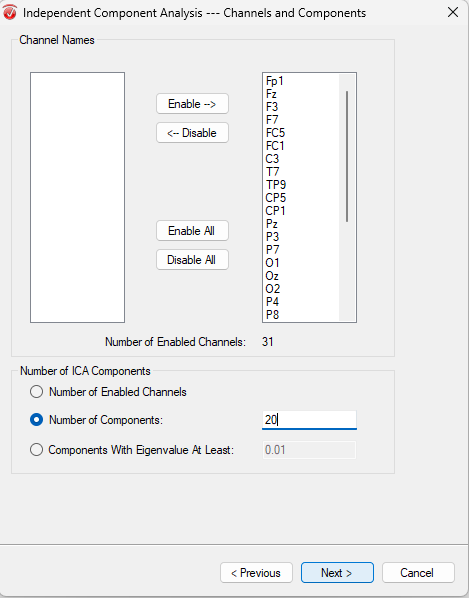 Independent Component Analysis --- Channels and Components
Channel Names
Fp1
Fz
F3
F7
FC5
FC1
C3
T7
TP9
CP5
CP1
Pz
P3
P7
O1
Oz
O2
P4
P8
Enable -->
<-- Disable
Enable All
Disable All
Number of Enabled Channels: 31
Number of ICA Components
Number of Enabled Channels
Number of Components: 20
Components With Eigenvalue At Least: 0.01
< Previous
Next >
Cancel